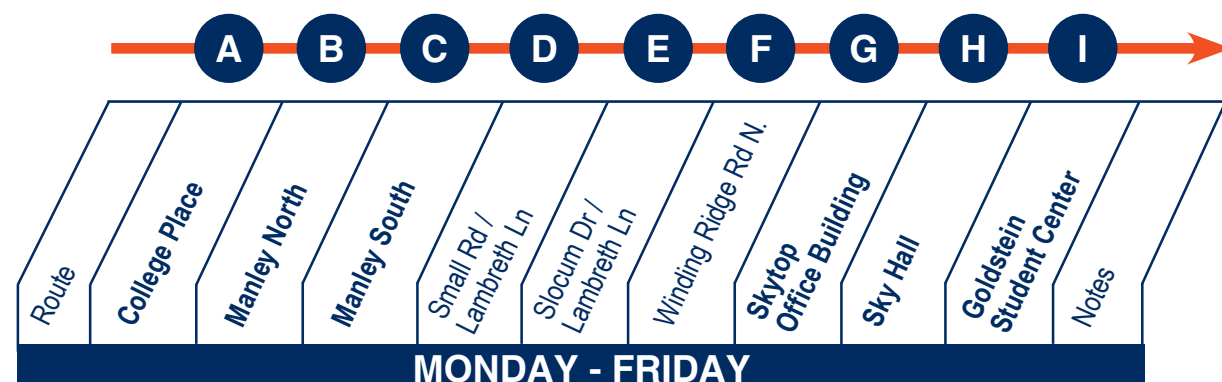 A B C D E F G H I
Route
College Place
Manley North
Manley South
Small Rd /
Lambreth Ln
Slocum Dr /
Lambreth Ln
Winding Ridge Rd N.
Skytop
Office Building
Sky Hall
Goldstein
Student Center
Notes
MONDAY - FRIDAY